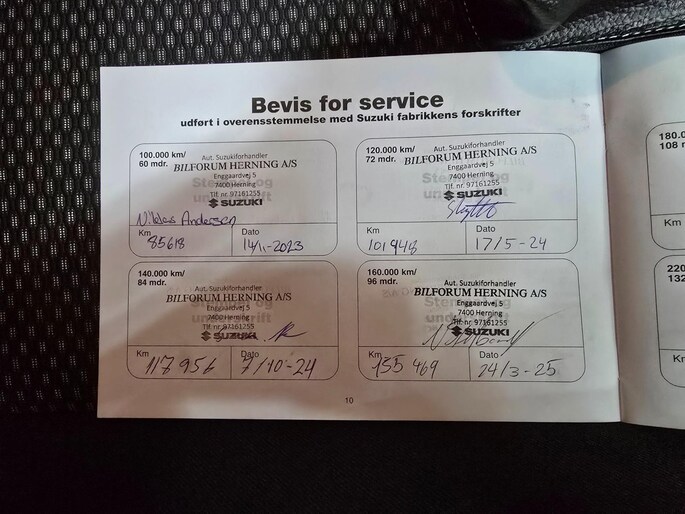 Bevis for service
udført i overensstemmelse med Suzuki fabrikkens forskrifter
100.000 km/
60 mdr.
Aut. Suzukiforhandler
BILFORUM HERNING A/S
Enggaardvej 5
7400 Herning
Tlf. nr. 97161255
SUZUKI
Niklas Andersen
Km
85618
Dato
14/11-2023
120.000 km/
72 mdr.
Aut. Suzukiforhandler
BILFORUM HERNING A/S
Enggaardvej 5
7400 Herning
Tlf. nr. 97161255
SUZUKI
Km
101948
Dato
17/5-24
140.000 km/
84 mdr.
Aut. Suzukiforhandler
BILFORUM HERNING A/S
Enggaardvej 5
7400 Herning
Tlf. nr. 97161255
SUZUKI
Km
117956
Dato
7/10-24
160.000 km/
96 mdr.
Aut. Suzukiforhandler
BILFORUM HERNING A/S
Enggaardvej 5
7400 Herning
Tlf. nr. 97161255
SUZUKI
Km
155469
Dato
24/3-25
10
180.0
108 m
Km
220
132
Km